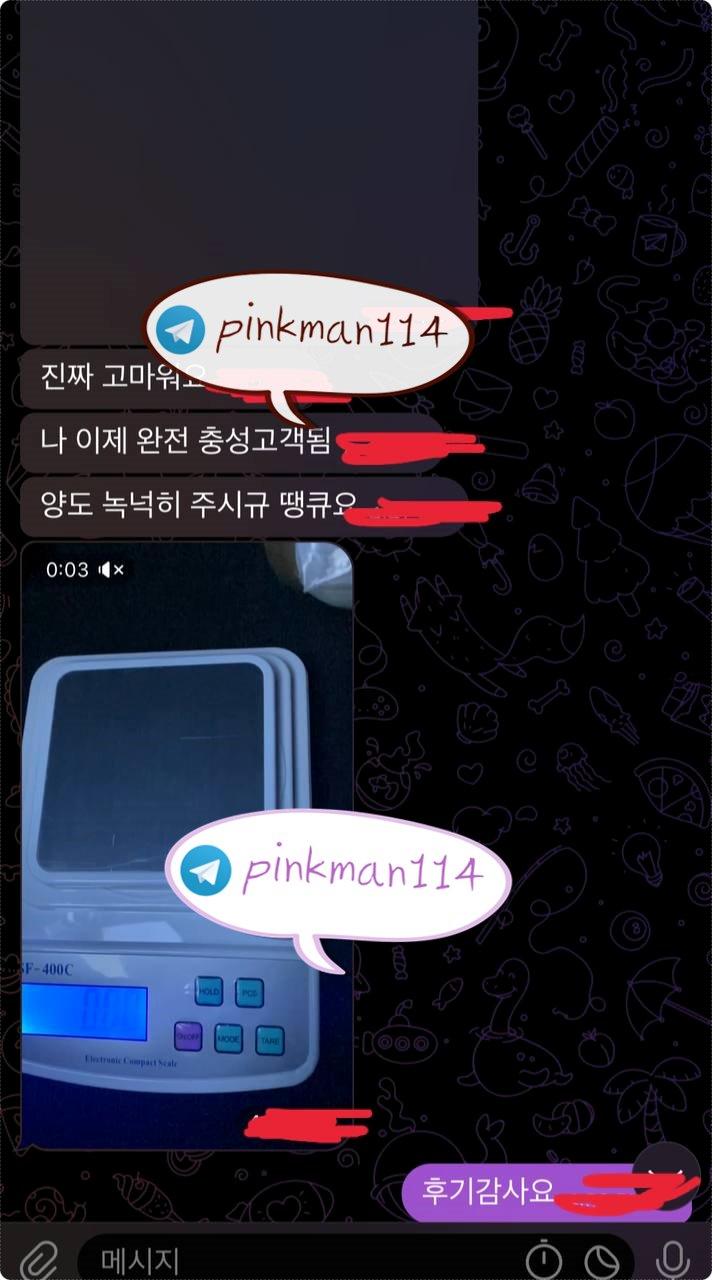 pinkman114
진짜 고마워요
나 이제 완전 충성고객됨
양도 녹넉히 주시규 땡큐요
0:03
pinkman114
SF-400C
HOLD PCS
ON/OFF MODE TARE
Electronic Compact Scale
후기감사요
메시지